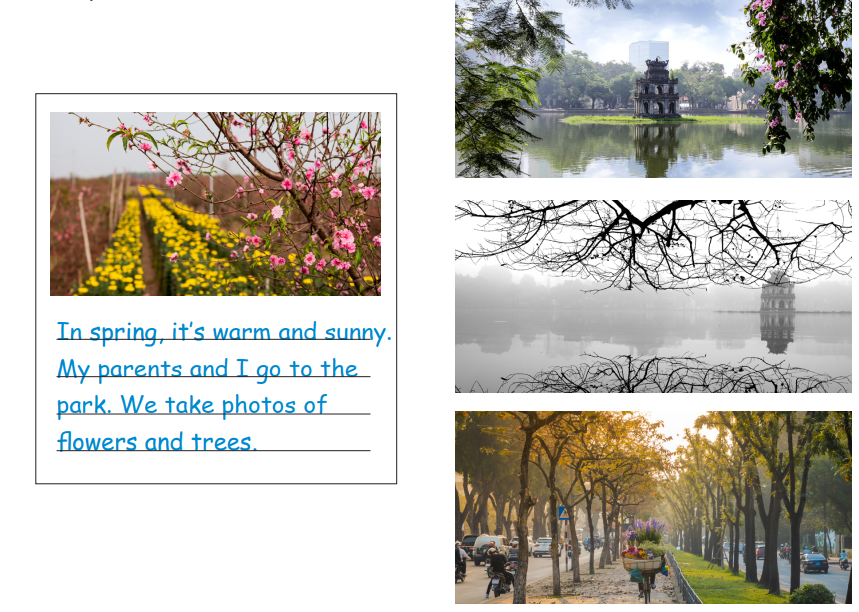 In spring, it's warm and sunny.
My parents and I go to the
park. We take photos of
flowers and trees.